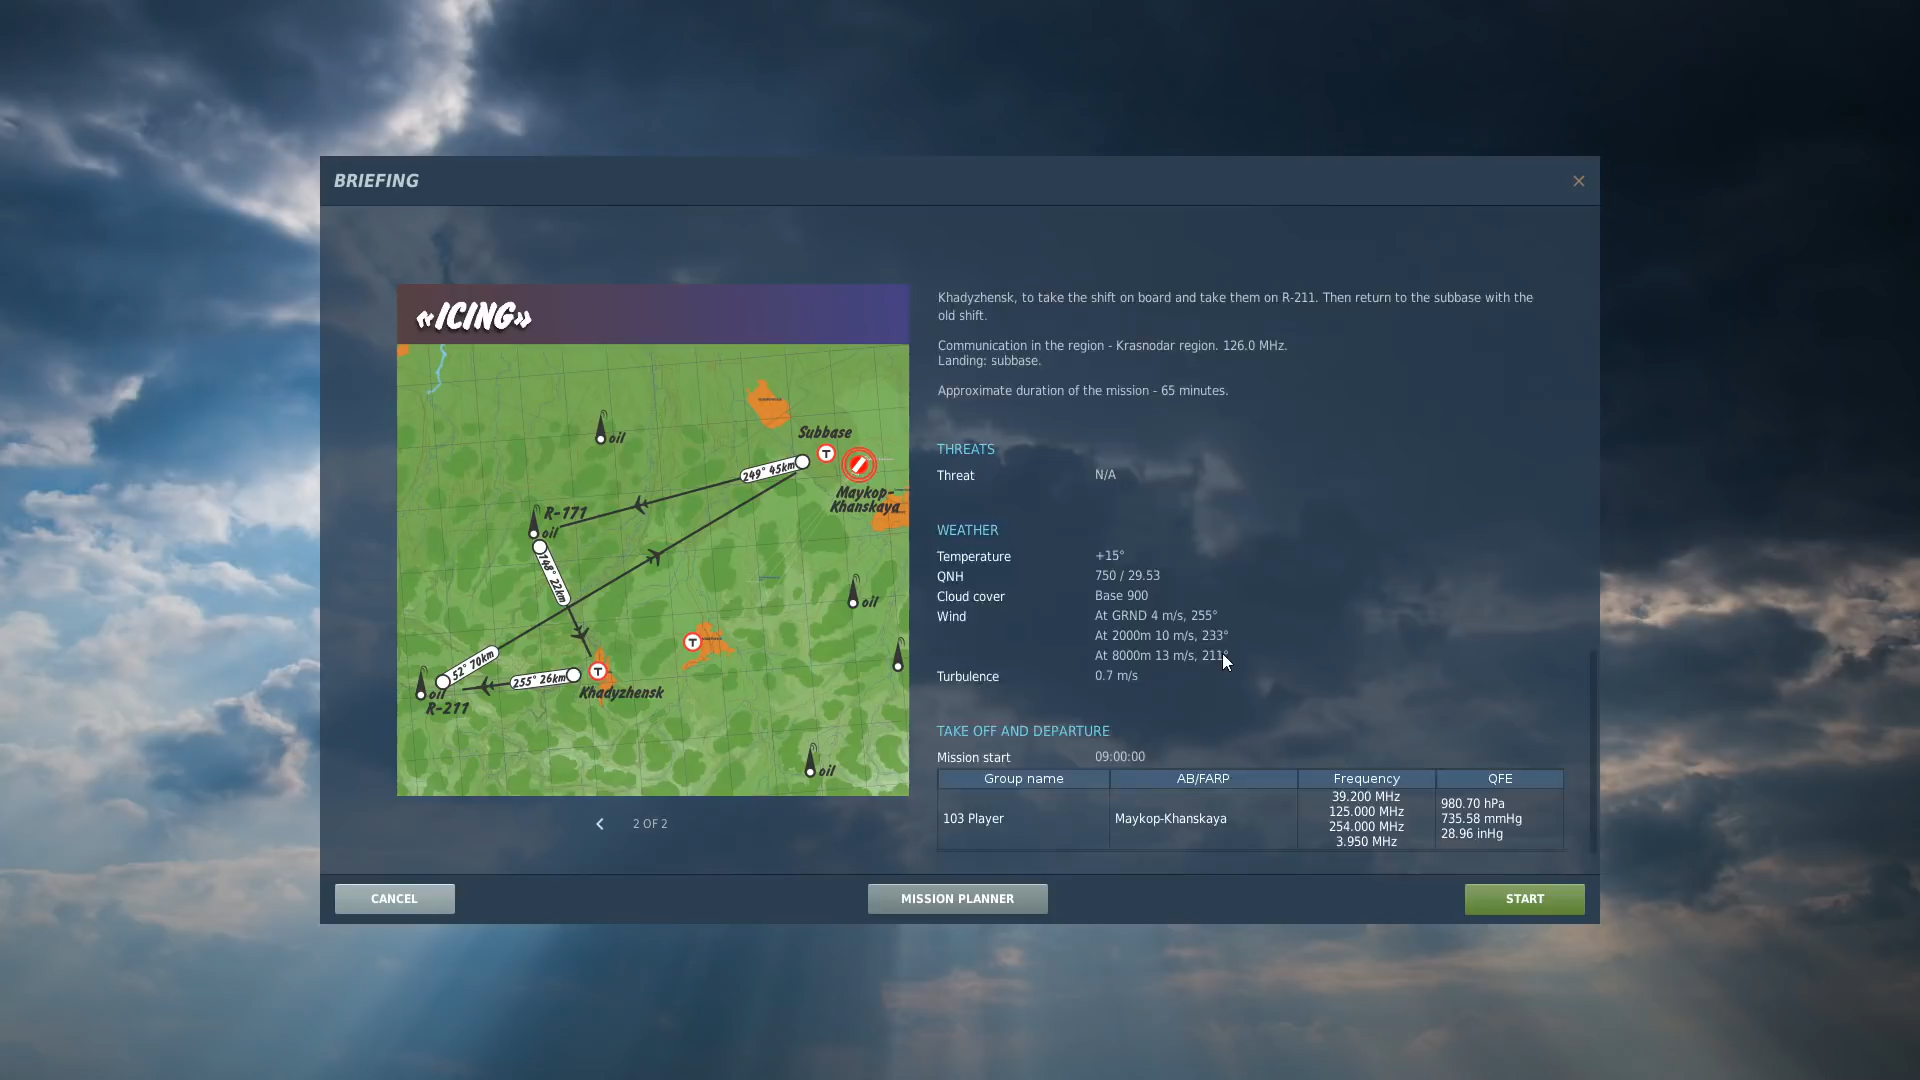 BRIEFING
«ICING»
Subbase
249° 45km
Maykop-
Khanskaya
oil
R-171
oil
148° 22km
oil
52° 70km
255° 26km
oil
R-211
Khadyzhensk
oil
2 OF 2
Khadyzhensk, to take the shift on board and take them on R-211. Then return to the subbase with the
old shift.
Communication in the region - Krasnodar region. 126.0 MHz.
Landing: subbase.
Approximate duration of the mission - 65 minutes.
THREATS
Threat N/A
WEATHER
Temperature +15°
QNH 750 / 29.53
Cloud cover Base 900
Wind At GRND 4 m/s, 255°
At 2000m 10 m/s, 233°
At 8000m 13 m/s, 211°
Turbulence 0.7 m/s
TAKE OFF AND DEPARTURE
Mission start 09:00:00
Group name AB/FARP Frequency QFE
103 Player Maykop-Khanskaya
39.200 MHz
125.000 MHz
254.000 MHz
3.950 MHz
980.70 hPa
735.58 mmHg
28.96 inHg
CANCEL
MISSION PLANNER
START